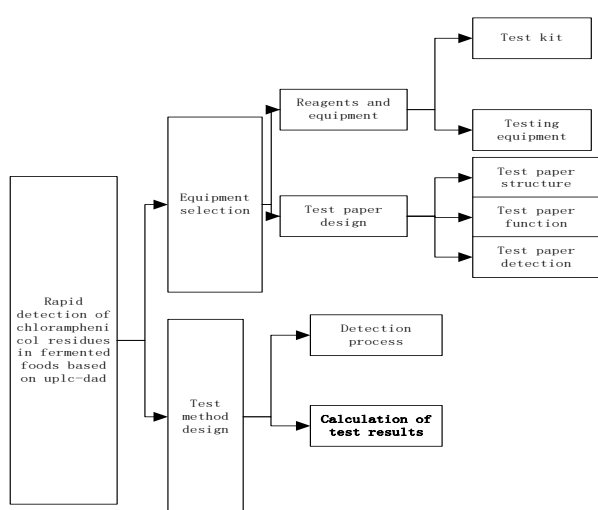 Rapid
detection of
chlorampheni
col residues
in fermented
foods based
on uplc-dad
Equipment
selection
Reagents and
equipment
Test kit
Testing
equipment
Test paper
design
Test paper
structure
Test paper
function
Test paper
detection
Test
method
design
Detection
process
Calculation of
test results